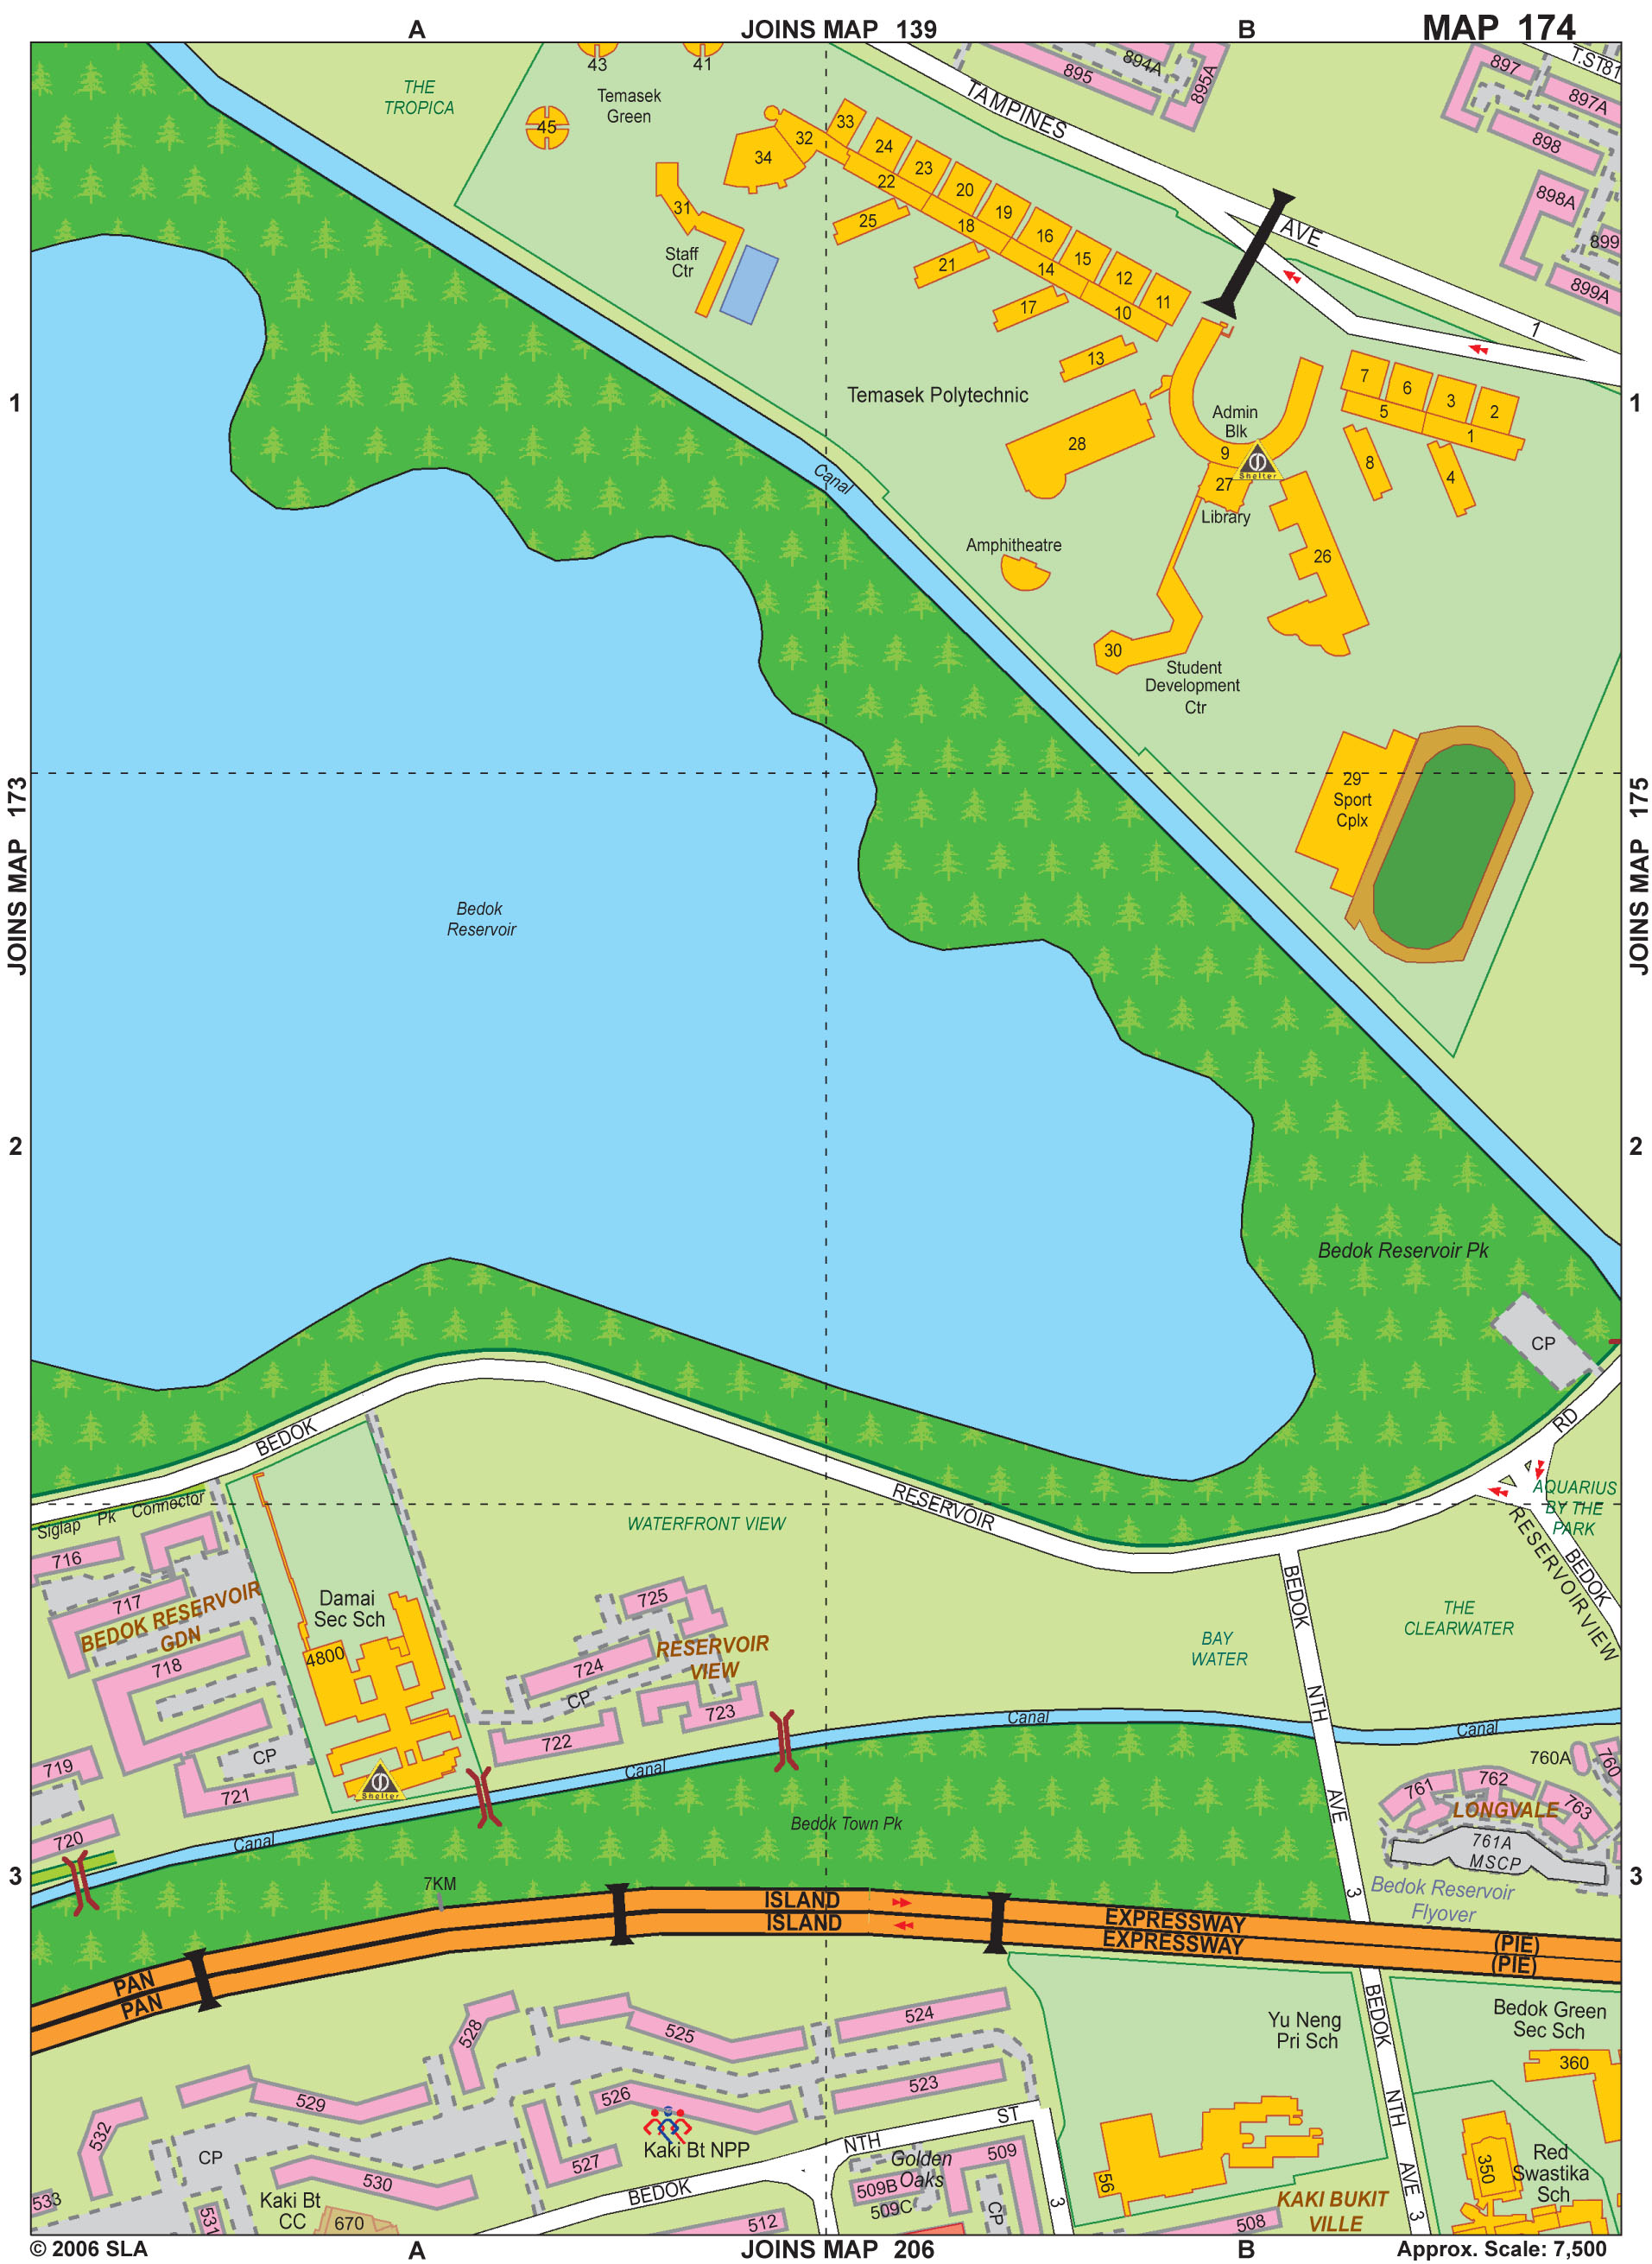 A
JOINS MAP 139
B
MAP 174
43
41
THE
TROPICA
Temasek
Green
45
894A
895
895A
897
T.ST81
897A
898
898A
899
899A
TAMPINES
AVE
1
33
32
34
24
23
22
20
19
18
16
15
14
12
11
10
25
21
17
13
31
Staff
Ctr
1
Temasek Polytechnic
28
Admin
Blk
9
Shelter
27
Library
7
6
3
2
5
1
8
4
1
Canal
Amphitheatre
26
30
Student
Development
Ctr
JOINS MAP 173
29
Sport
Cplx
JOINS MAP 175
Bedok
Reservoir
2
2
Bedok Reservoir Pk
CP
BEDOK
RESERVOIR
RD
Siglap Pk Connector
WATERFRONT VIEW
AQUARIUS
BY THE
PARK
BEDOK
RESERVOIR VIEW
716
717
BEDOK RESERVOIR
GDN
718
Damai
Sec Sch
4800
725
724
CP
RESERVOIR
VIEW
723
722
BEDOK
NTH
AVE
3
BAY
WATER
THE
CLEARWATER
Canal
Canal
719
CP
721
Shelter
720
Canal
Canal
Bedok Town Pk
760A
760
761
762
763
LONGVALE
761A
MSCP
3
3
7KM
Bedok Reservoir
Flyover
PAN
PAN
ISLAND
ISLAND
EXPRESSWAY
EXPRESSWAY
(PIE)
(PIE)
528
525
524
529
526
523
532
CP
530
527
Kaki Bt NPP
533
531
Kaki Bt
CC
670
BEDOK
NTH
ST
3
Golden
Oaks
509B
509C
509
CP
512
Yu Neng
Pri Sch
56
KAKI BUKIT
VILLE
508
BEDOK
NTH
AVE 3
Bedok Green
Sec Sch
360
350
Red
Swastika
Sch
© 2006 SLA
A
JOINS MAP 206
B
Approx. Scale: 7,500